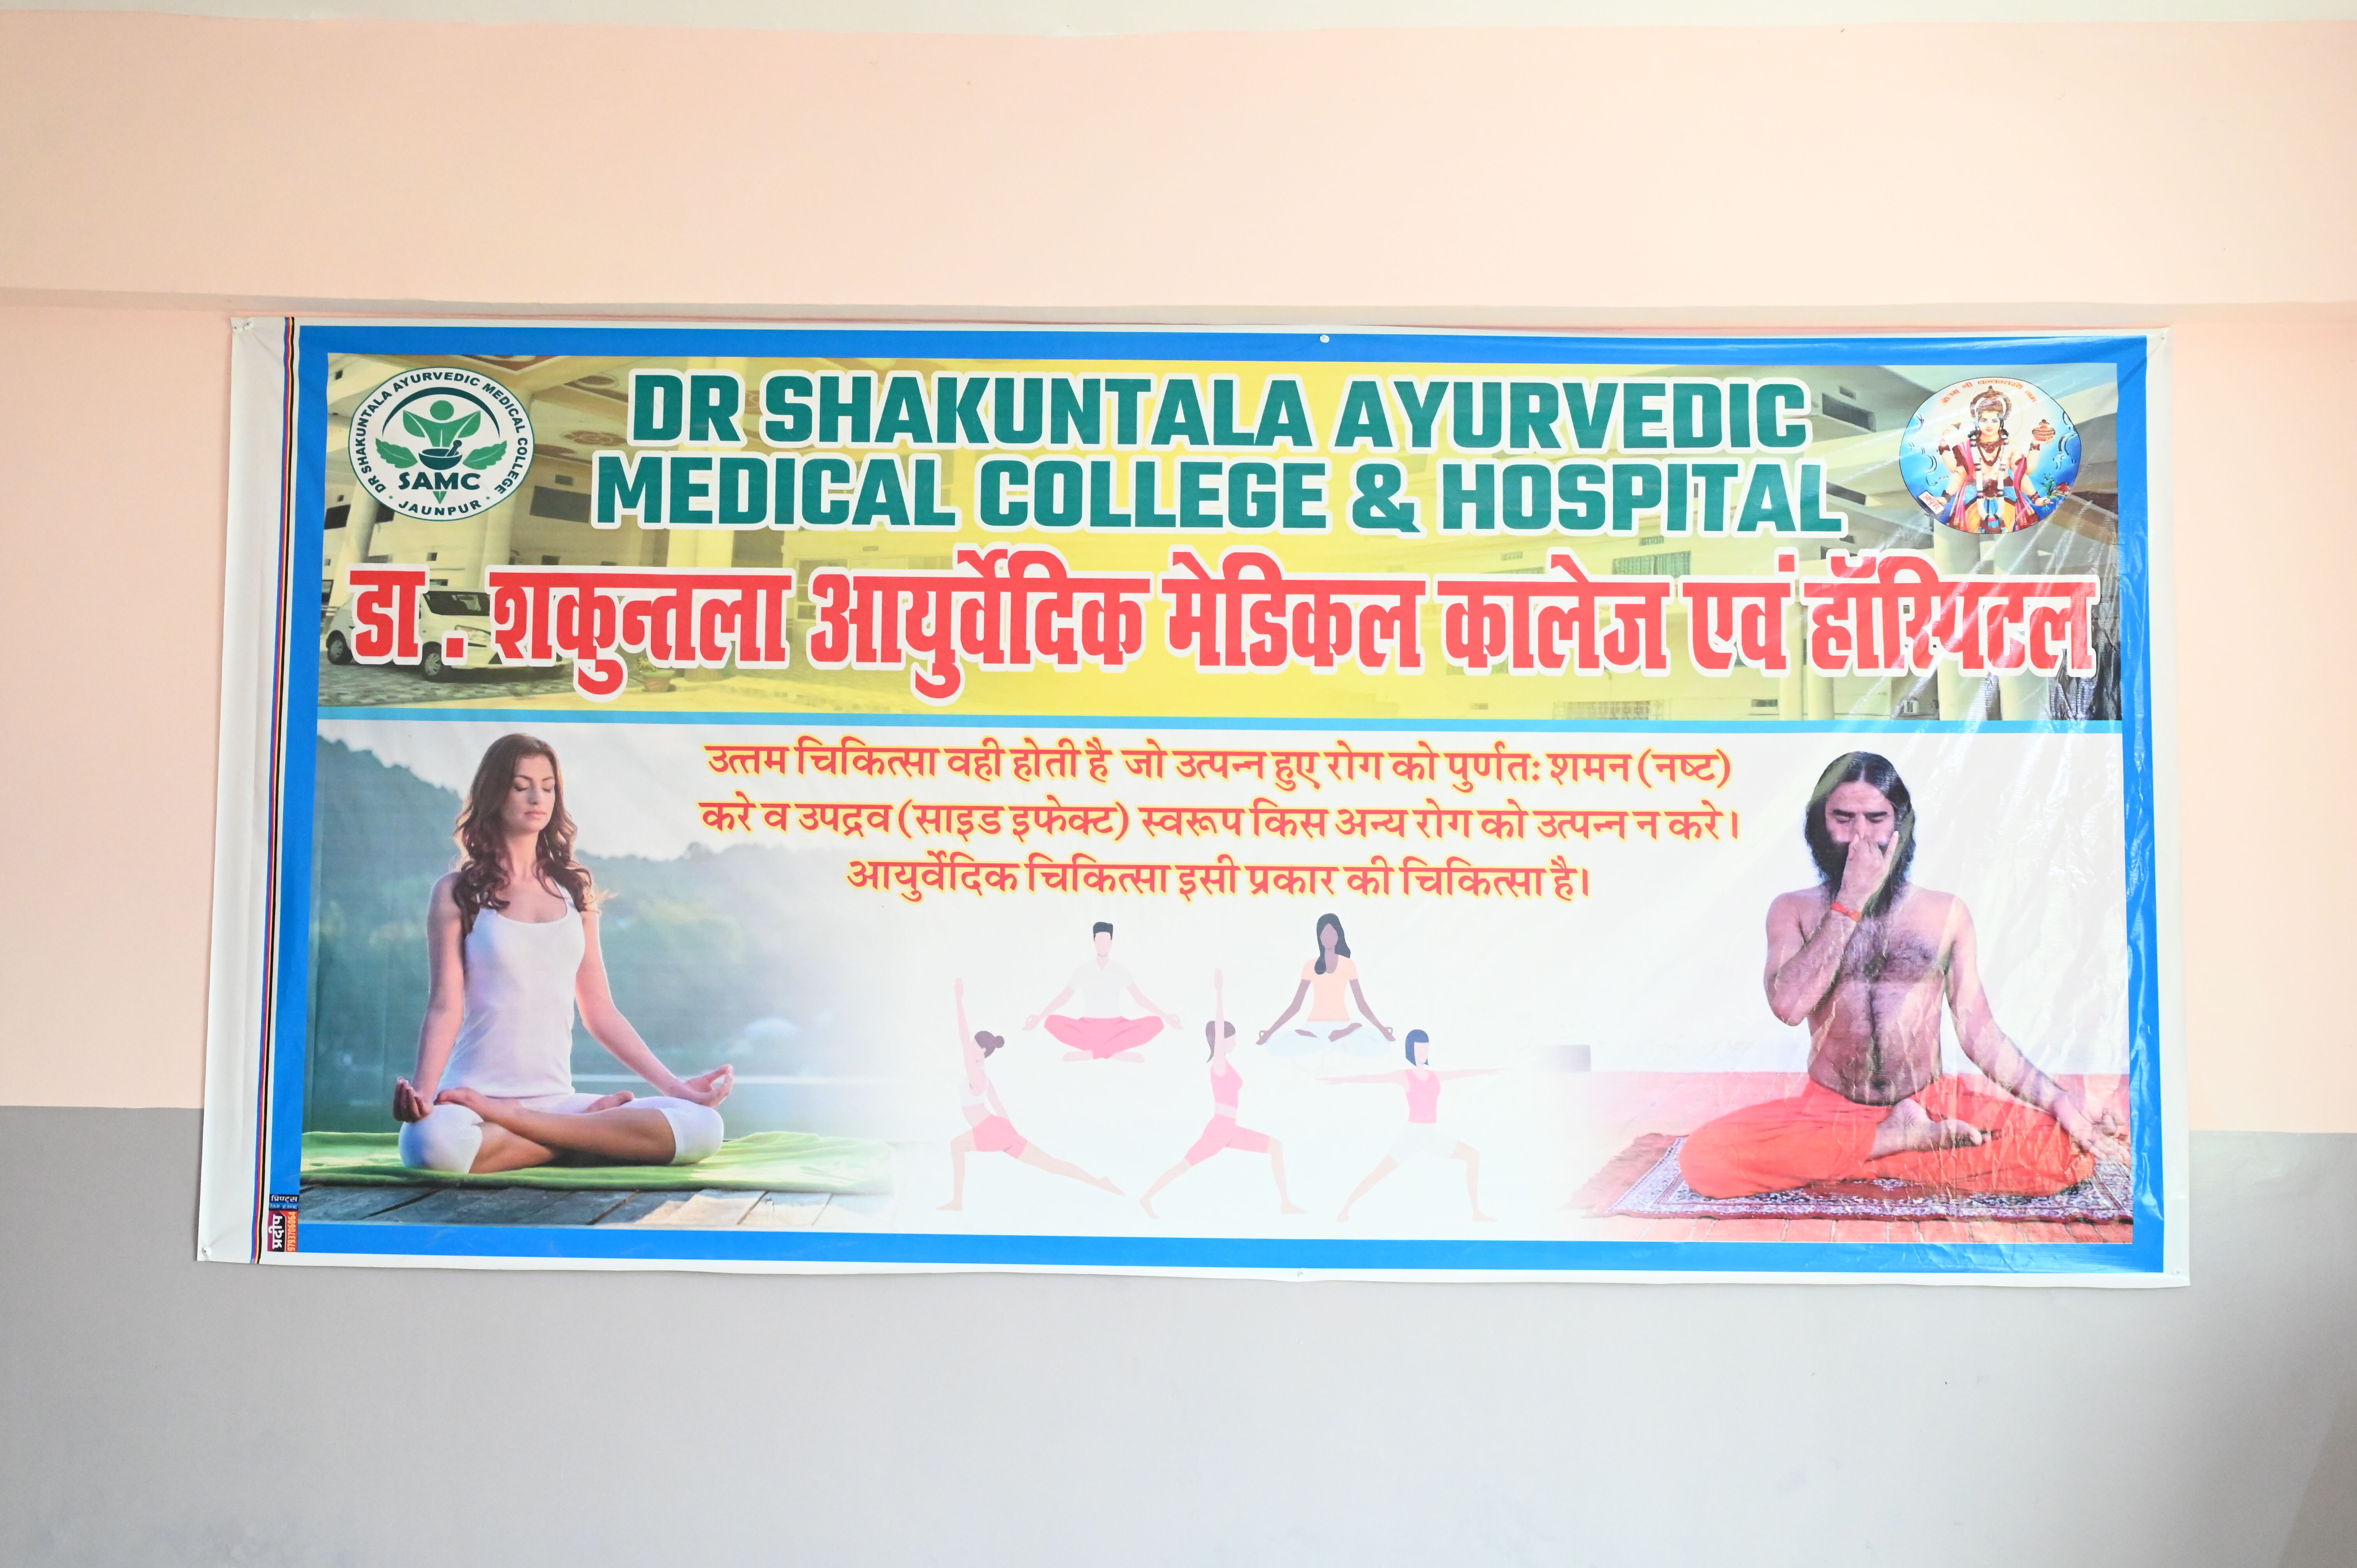 DR SHAKUNTALA AYURVEDIC MEDICAL COLLEGE
SAMC
JAUNPUR
DR SHAKUNTALA AYURVEDIC
MEDICAL COLLEGE & HOSPITAL
डा . शकुन्तला आयुर्वेदिक मेडिकल कालेज एवं हॉस्पिटल
उत्तम चिकित्सा वही होती है जो उत्पन्न हुए रोग को पुर्णतः शमन (नष्ट)
करे व उपद्रव (साइड इफेक्ट) स्वरूप किस अन्य रोग को उत्पन्न न करे।
आयुर्वेदिक चिकित्सा इसी प्रकार की चिकित्सा है।
प्रदीप
प्रिण्ट्स